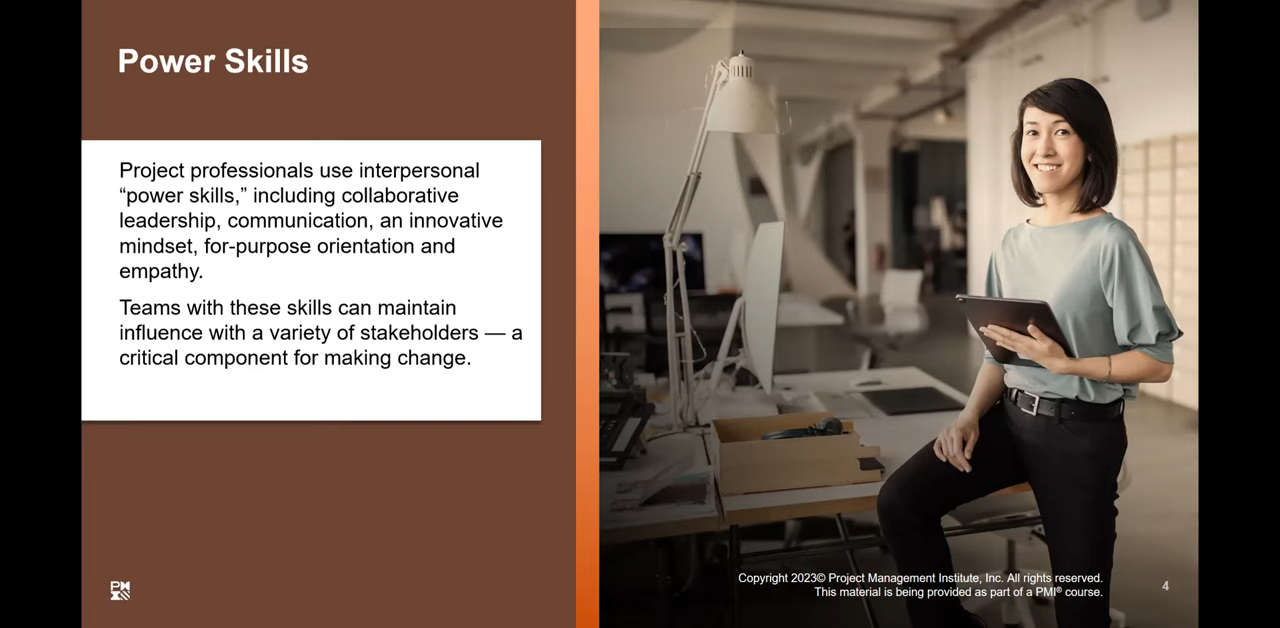 Power Skills
Project professionals use interpersonal
“power skills,” including collaborative
leadership, communication, an innovative
mindset, for-purpose orientation and
empathy.
Teams with these skills can maintain
influence with a variety of stakeholders — a
critical component for making change.
PMI
Copyright 2023© Project Management Institute, Inc. All rights reserved.
This material is being provided as part of a PMI® course.
4